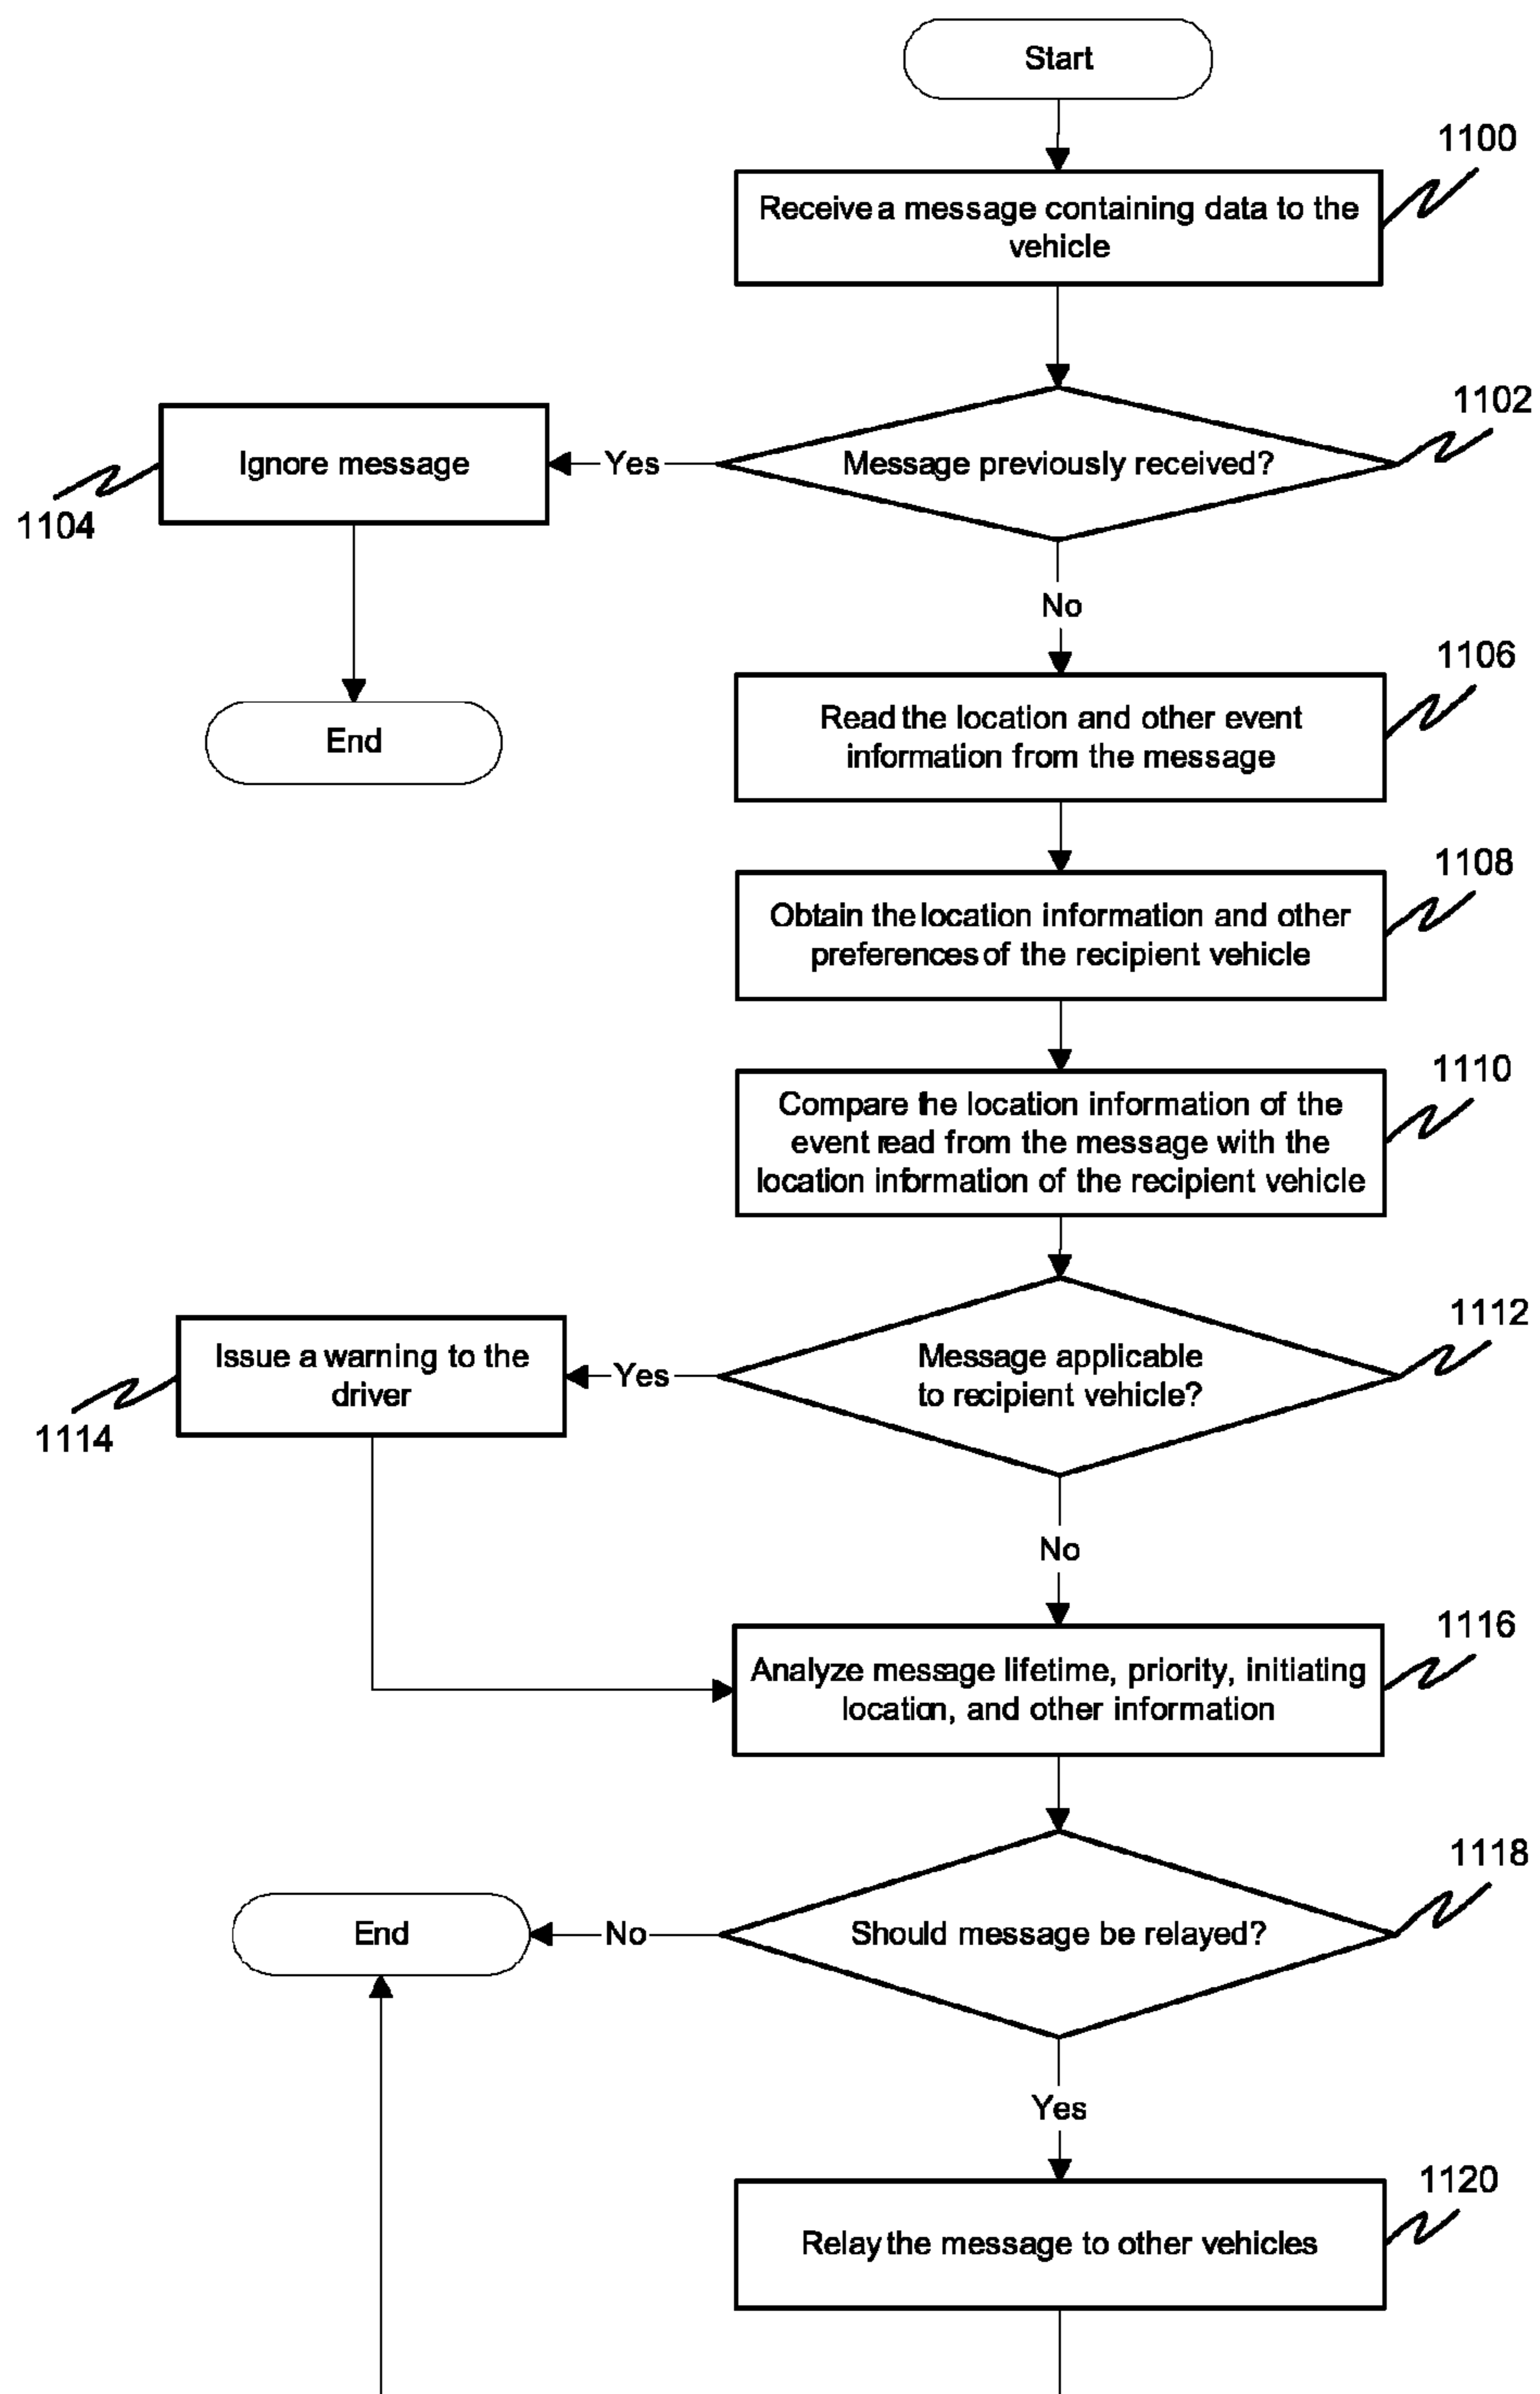 Start
1100
Receive a message containing data to the
vehicle
1102
Message previously received?
Yes
Ignore message
1104
End
No
1106
Read the location and other event
information from the message
1108
Obtain the location information and other
preferences of the recipient vehicle
1110
Compare the location information of the
event read from the message with the
location information of the recipient vehicle
1112
Message applicable
to recipient vehicle?
Yes
Issue a warning to the
driver
1114
No
1116
Analyze message lifetime, priority, initiating
location, and other information
1118
Should message be relayed?
No
End
Yes
1120
Relay the message to other vehicles